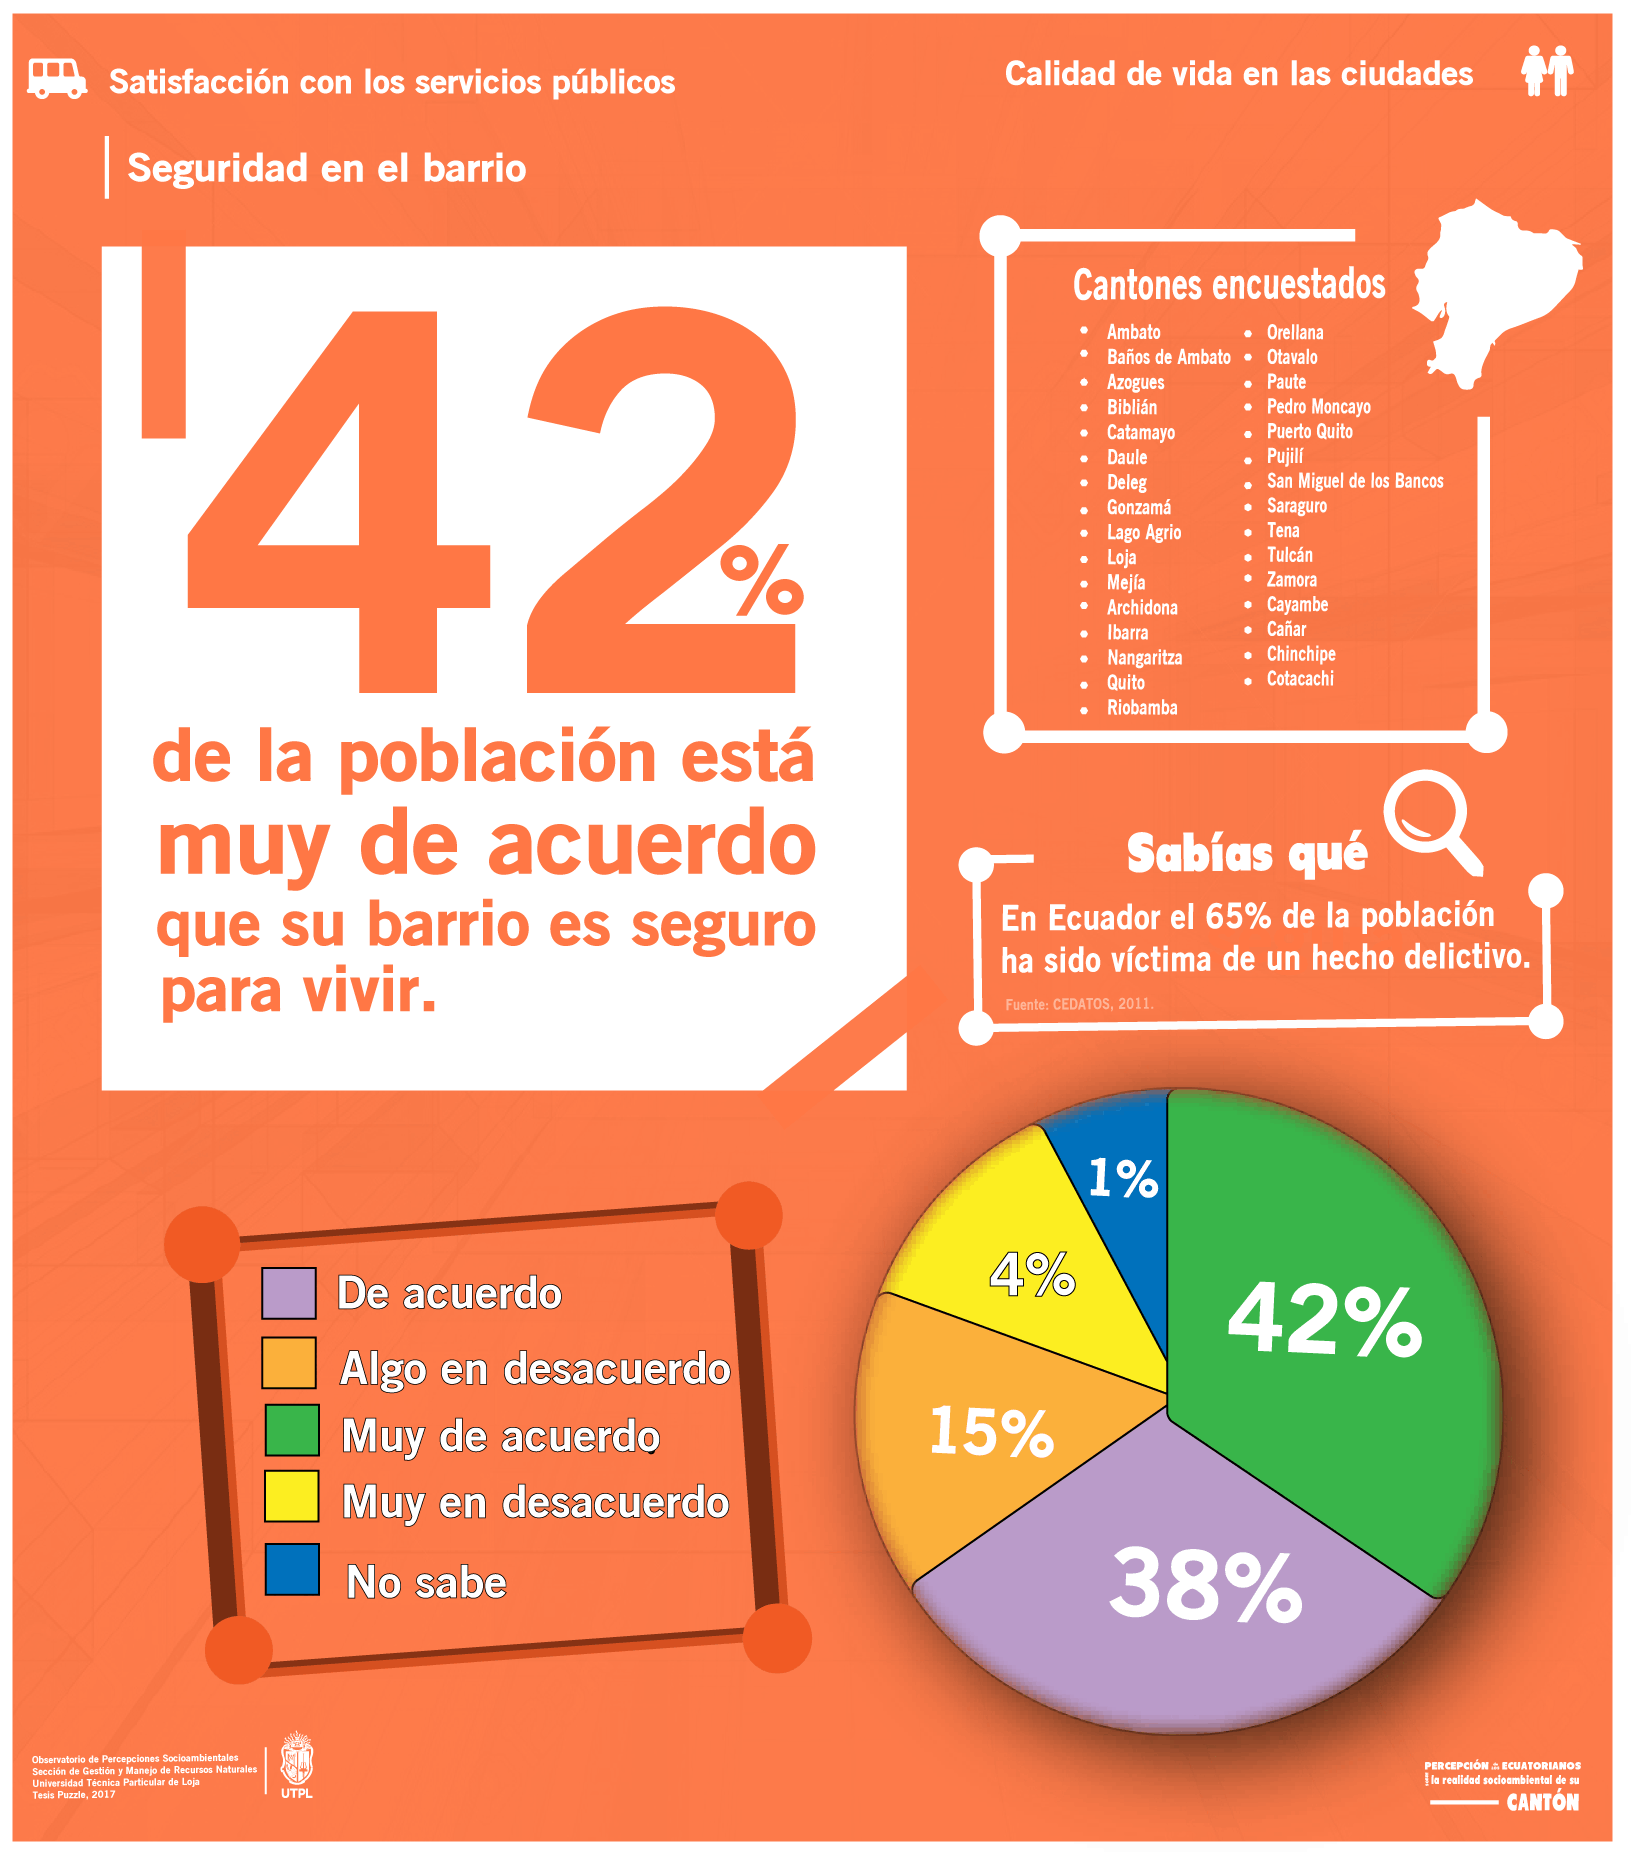 Satisfacción con los servicios públicos
Calidad de vida en las ciudades
Seguridad en el barrio
42%
de la población está
muy de acuerdo
que su barrio es seguro
para vivir.
Cantones encuestados
Ambato
Baños de Ambato
Azogues
Biblián
Catamayo
Daule
Deleg
Gonzamá
Lago Agrio
Loja
Mejía
Archidona
Ibarra
Nangaritza
Quito
Riobamba
Orellana
Otavalo
Paute
Pedro Moncayo
Puerto Quito
Pujilí
San Miguel de los Bancos
Saraguro
Tena
Tulcán
Zamora
Cayambe
Cañar
Chinchipe
Cotacachi
Sabías qué
En Ecuador el 65% de la población
ha sido víctima de un hecho delictivo.
Fuente: CEDATOS, 2011.
1%
4%
42%
15%
38%
De acuerdo
Algo en desacuerdo
Muy de acuerdo
Muy en desacuerdo
No sabe
Observatorio de Percepciones Socioambientales
Sección de Gestión y Manejo de Recursos Naturales
Universidad Técnica Particular de Loja
Tesis Puzzle, 2017
UTPL
PERCEPCIÓN ECUATORIANOS
la realidad socioambiental de su
CANTÓN